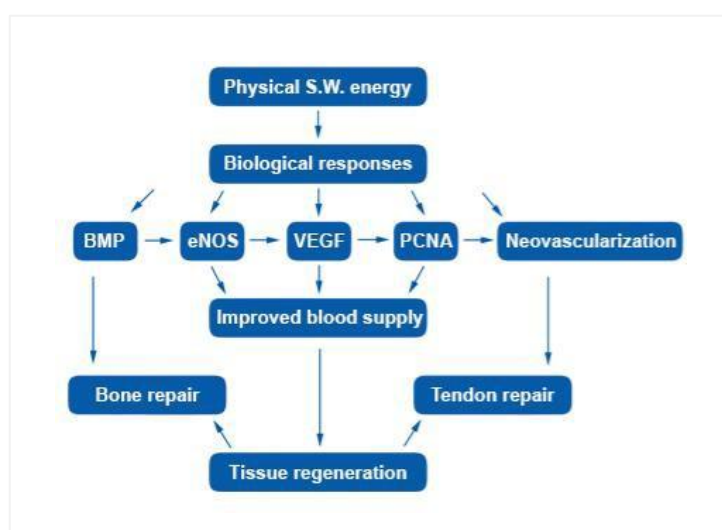 Physical S.W. energy
Biological responses
BMP
eNOS
VEGF
PCNA
Neovascularization
Improved blood supply
Bone repair
Tendon repair
Tissue regeneration